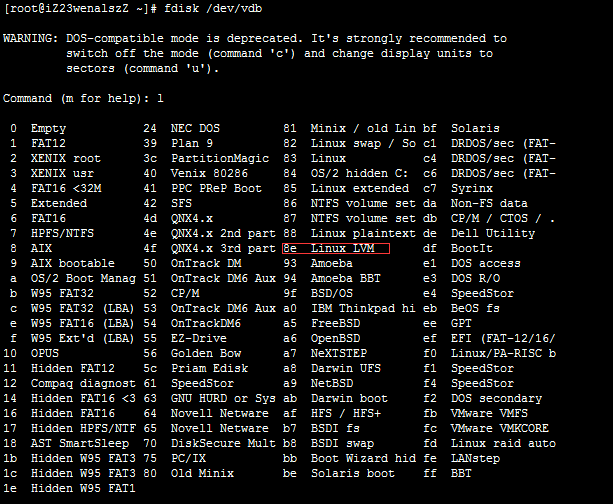 [root@iZ23wenalszZ ~]# fdisk /dev/vdb
WARNING: DOS-compatible mode is deprecated. It's strongly recommended to
         switch off the mode (command 'c') and change display units to
         sectors (command 'u').
Command (m for help): l
 0  Empty           24  NEC DOS         81  Minix / old Lin bf  Solaris
 1  FAT12           39  Plan 9          82  Linux swap / So c1  DRDOS/sec (FAT-
 2  XENIX root      3c  PartitionMagic  83  Linux           c4  DRDOS/sec (FAT-
 3  XENIX usr       40  Venix 80286     84  OS/2 hidden C:  c6  DRDOS/sec (FAT-
 4  FAT16 <32M      41  PPC PReP Boot   85  Linux extended  c7  Syrinx
 5  Extended        42  SFS             86  NTFS volume set da  Non-FS data
 6  FAT16           4d  QNX4.x          87  NTFS volume set db  CP/M / CTOS / .
 7  HPFS/NTFS       4e  QNX4.x 2nd part 88  Linux plaintext de  Dell Utility
 8  AIX             4f  QNX4.x 3rd part 8e  Linux LVM       df  BootIt
 9  AIX bootable    50  OnTrack DM      93  Amoeba          e1  DOS access
 a  OS/2 Boot Manag 51  OnTrack DM6 Aux 94  Amoeba BBT      e3  DOS R/O
 b  W95 FAT32       52  CP/M            9f  BSD/OS          e4  SpeedStor
 c  W95 FAT32 (LBA) 53  OnTrack DM6 Aux a0  IBM Thinkpad hi eb  BeOS fs
 e  W95 FAT16 (LBA) 54  OnTrackDM6      a5  FreeBSD         ee  GPT
 f  W95 Ext'd (LBA) 55  EZ-Drive        a6  OpenBSD         ef  EFI (FAT-12/16/
10  OPUS            56  Golden Bow      a7  NeXTSTEP        f0  Linux/PA-RISC b
11  Hidden FAT12    5c  Priam Edisk     a8  Darwin UFS      f1  SpeedStor
12  Compaq diagnost 61  SpeedStor       a9  NetBSD          f4  SpeedStor
14  Hidden FAT16 <3 63  GNU HURD or Sys ab  Darwin boot     f2  DOS secondary
16  Hidden FAT16    64  Novell Netware  af  HFS / HFS+      fb  VMware VMFS
17  Hidden HPFS/NTF 65  Novell Netware  b7  BSDI fs         fc  VMware VMKCORE
18  AST SmartSleep  70  DiskSecure Mult b8  BSDI swap       fd  Linux raid auto
1b  Hidden W95 FAT3 75  PC/IX           bb  Boot Wizard hid fe  LANstep
1c  Hidden W95 FAT3 80  Old Minix       be  Solaris boot    ff  BBT
1e  Hidden W95 FAT1